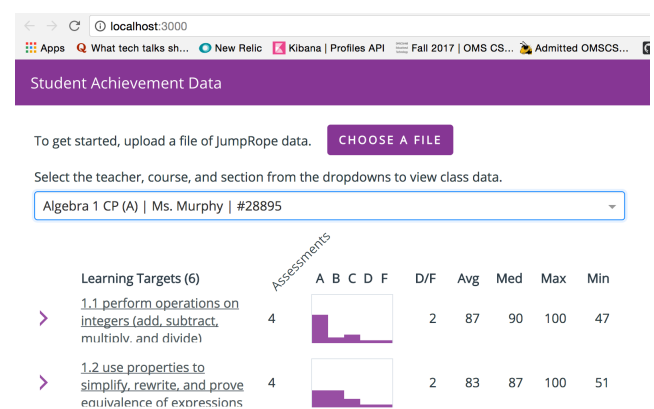 localhost:3000
Apps Q What tech talks sh... New Relic Kibana | Profiles API Fall 2017 | OMS CS... Admitted OMSCS...
Student Achievement Data
To get started, upload a file of JumpRope data. CHOOSE A FILE
Select the teacher, course, and section from the dropdowns to view class data.
Algebra 1 CP (A) | Ms. Murphy | #28895
Learning Targets (6) Assessments A B C D F D/F Avg Med Max Min
1.1 perform operations on
integers (add, subtract, 4 2 87 90 100 47
multiply, and divide)
1.2 use properties to
simplify, rewrite, and prove 4 2 83 87 100 51
equivalence of expressions